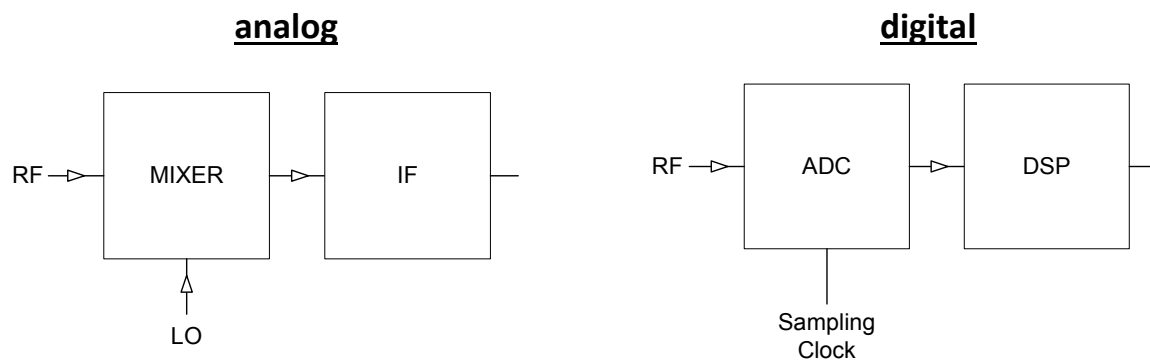 analog
RF
MIXER
IF
LO
digital
RF
ADC
DSP
Sampling
Clock